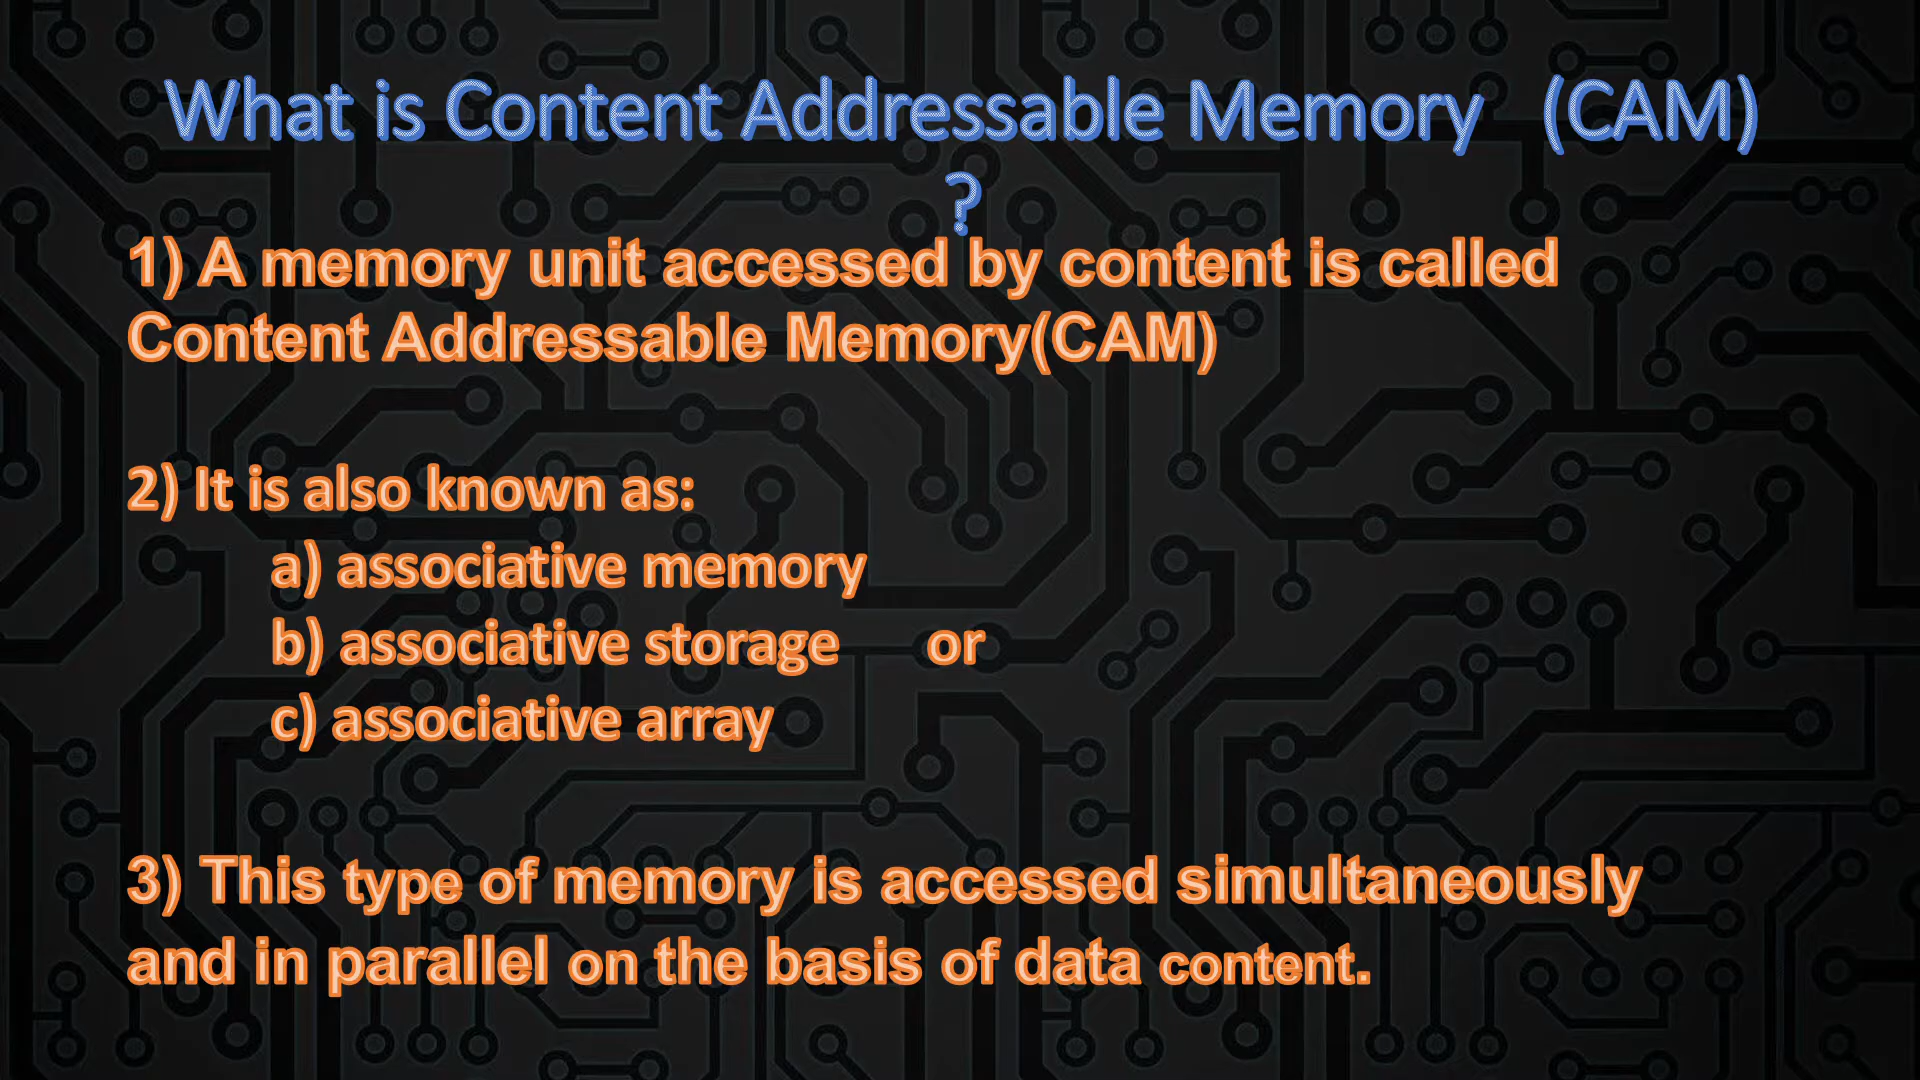 What is Content Addressable Memory (CAM)
?
1) A memory unit accessed by content is called
Content Addressable Memory(CAM)
2) It is also known as:
a) associative memory
b) associative storage or
c) associative array
3) This type of memory is accessed simultaneously
and in parallel on the basis of data content.